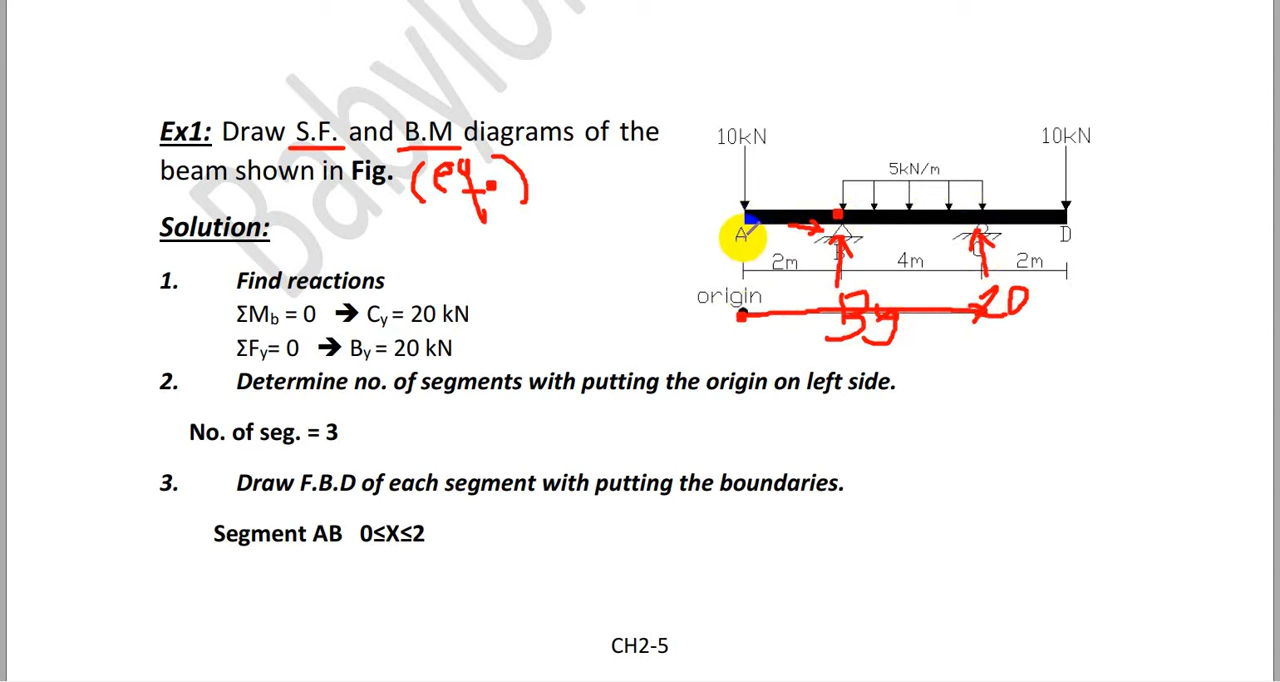 Babylon
Ex1: Draw S.F. and B.M diagrams of the
beam shown in Fig. (eq.)
Solution:
1. Find reactions
ΣMb = 0 → Cy = 20 kN
ΣFy= 0 → By = 20 kN
2. Determine no. of segments with putting the origin on left side.
No. of seg. = 3
3. Draw F.B.D of each segment with putting the boundaries.
Segment AB 0≤X≤2
10kN 10kN
5kN/m
A D
2m 4m 2m
origin
By 20
CH2-5